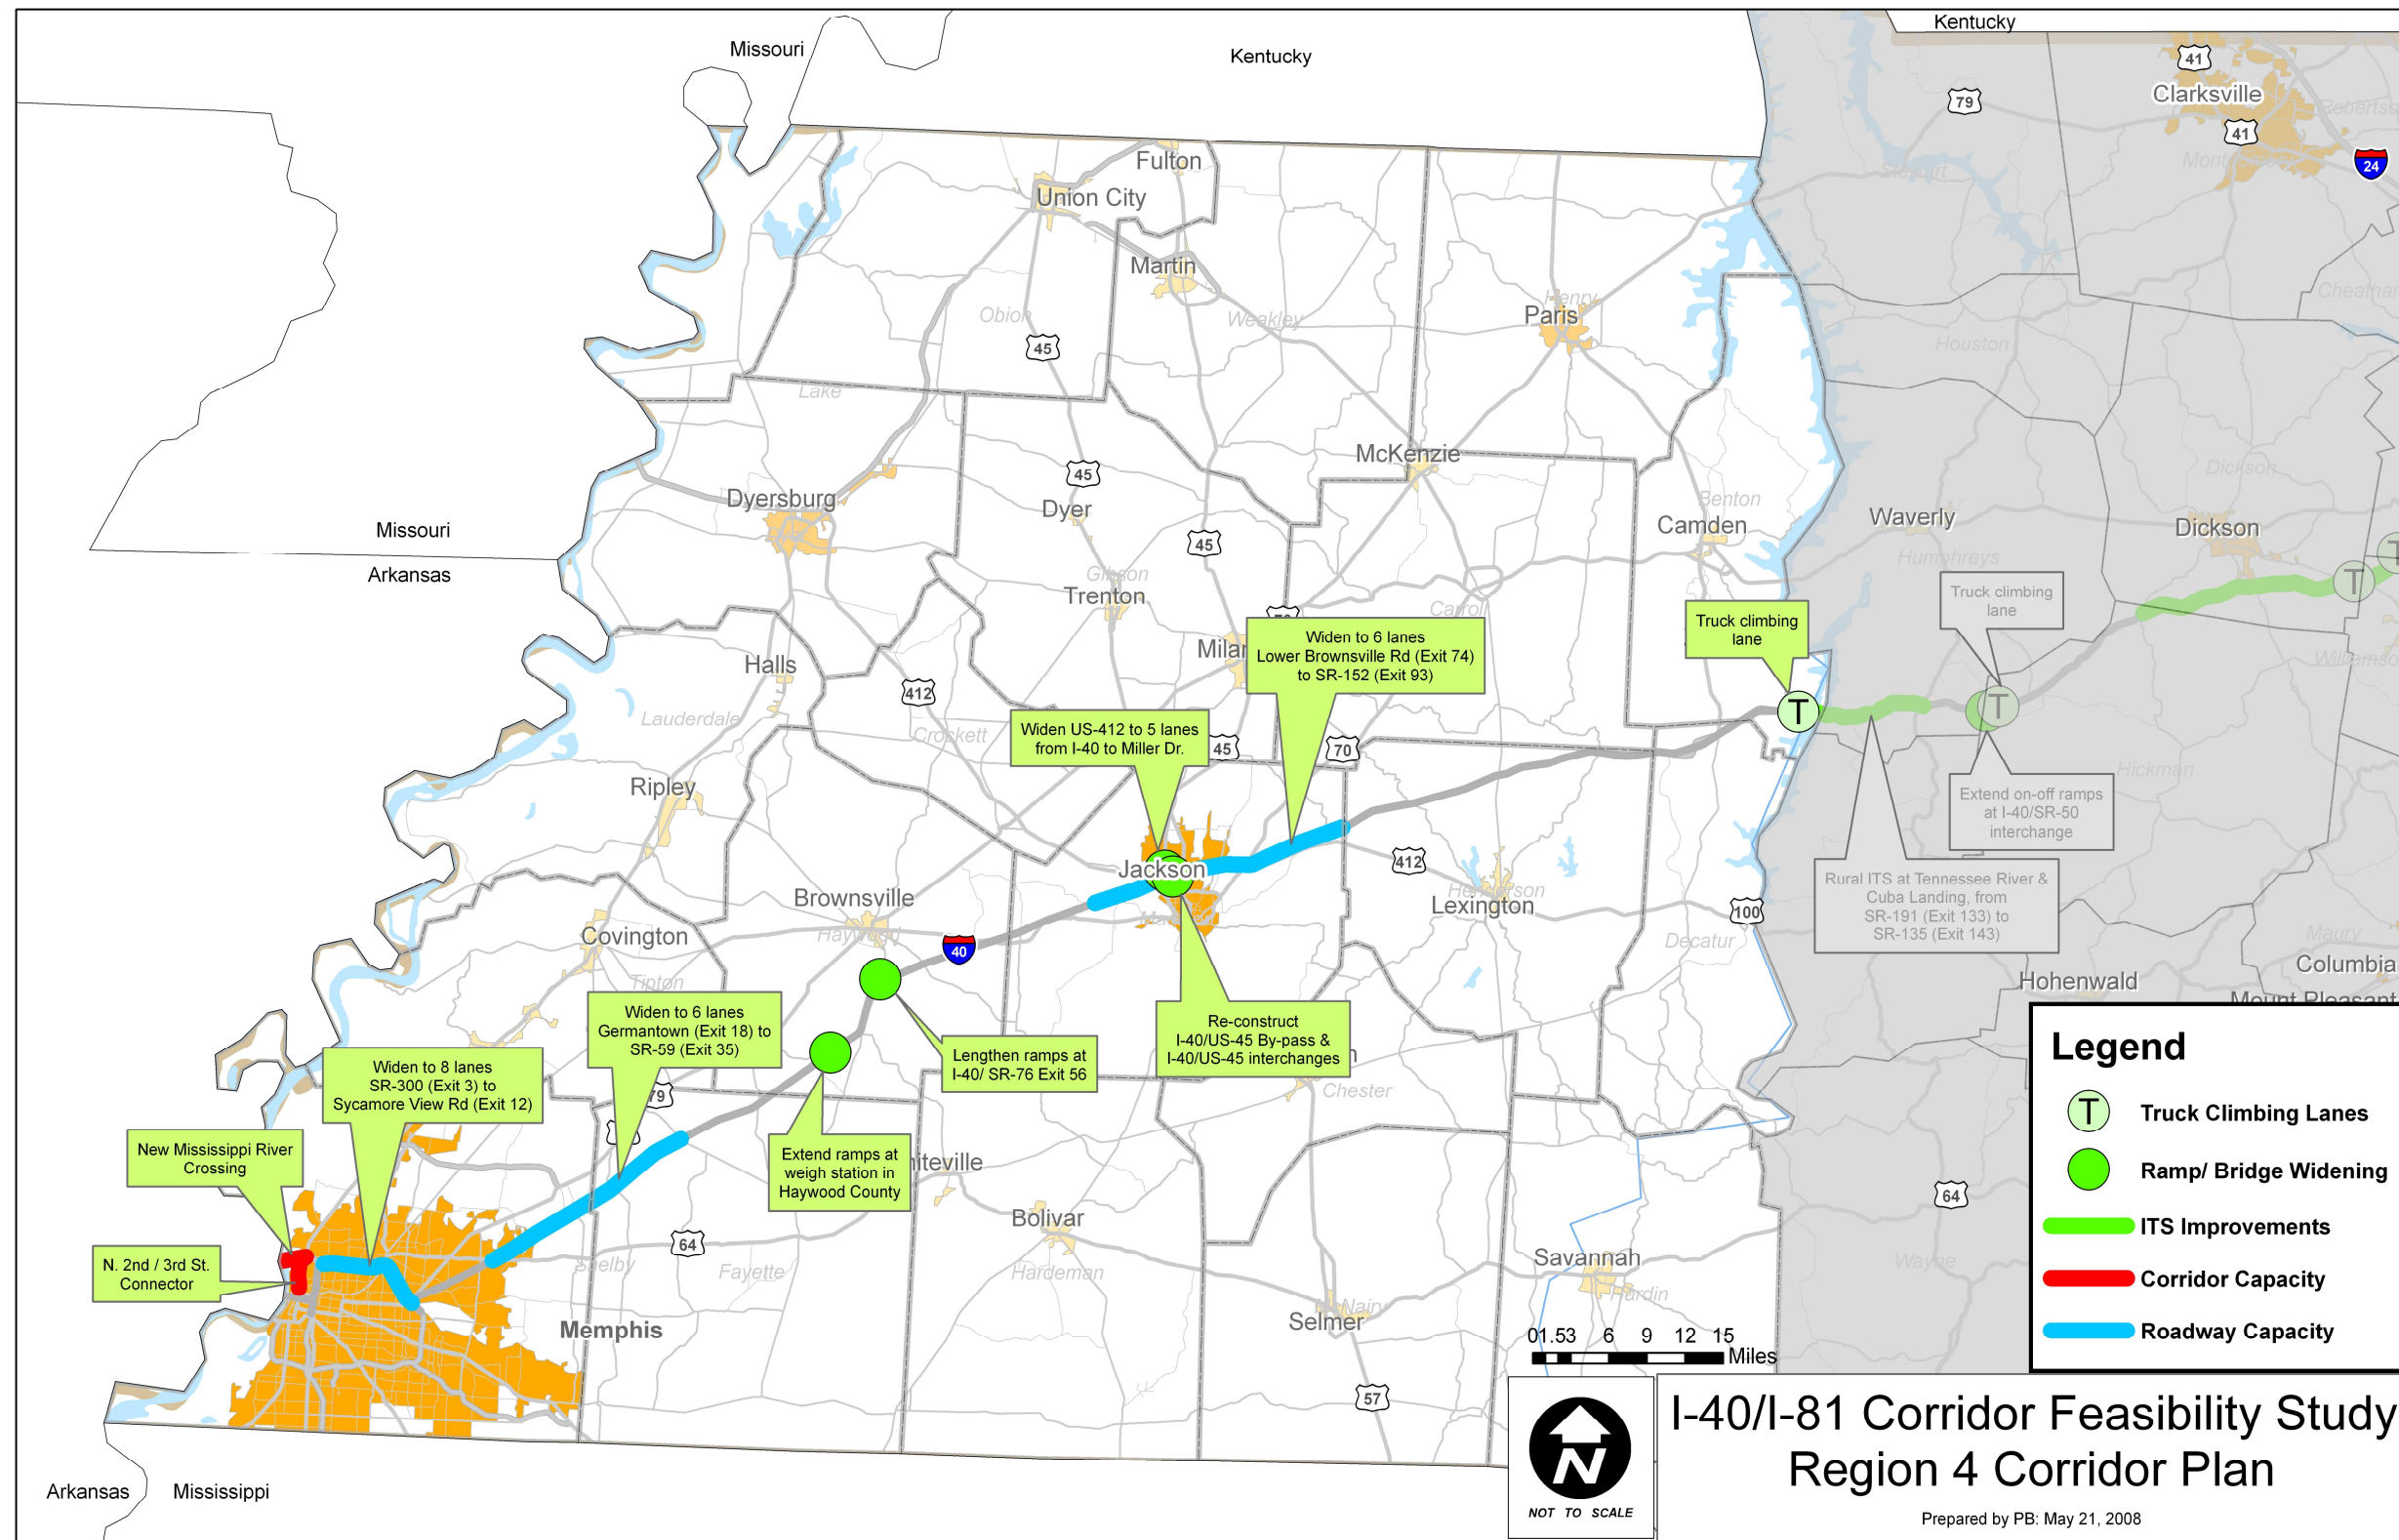 Missouri
Kentucky
Kentucky
41
79
Clarksville
41
24
Stewart
Fulton
Union City
Martin
Henry
Paris
Obion
Weakley
45
Houston
Lake
McKenzie
45
Dickson
Dyersburg
Dyer
Benton
Camden
Waverly
Dickson
45
Humphreys
Missouri
Arkansas
Gibson
Trenton
Carroll
T
T
Truck climbing
lane
Truck climbing
lane
Widen to 6 lanes
Lower Brownsville Rd (Exit 74)
to SR-152 (Exit 93)
Halls
412
Lauderdale
Crockett
Widen US-412 to 5 lanes
from I-40 to Miller Dr.
45
70
T
T
Hickman
Ripley
Extend on-off ramps
at I-40/SR-50
interchange
Jackson
412
Rural ITS at Tennessee River &
Cuba Landing, from
SR-191 (Exit 133) to
SR-135 (Exit 143)
Brownsville
Haywood
Henderson
Lexington
100
Covington
40
Decatur
Maury
Columbia
Tipton
Hohenwald
Mount Pleasant
Widen to 6 lanes
Germantown (Exit 18) to
SR-59 (Exit 35)
Lengthen ramps at
I-40/ SR-76 Exit 56
Re-construct
I-40/US-45 By-pass &
I-40/US-45 interchanges
Widen to 8 lanes
SR-300 (Exit 3) to
Sycamore View Rd (Exit 12)
79
Chester
New Mississippi River
Crossing
Extend ramps at
weigh station in
Haywood County
64
Bolivar
64
N. 2nd / 3rd St.
Connector
Shelby
Fayette
Hardeman
Savannah
Hardin
Wayne
Memphis
Selmer
57
01.53 6 9 12 15
Miles
Legend
T Truck Climbing Lanes
Ramp/ Bridge Widening
ITS Improvements
Corridor Capacity
Roadway Capacity
N
NOT TO SCALE
I-40/I-81 Corridor Feasibility Study
Region 4 Corridor Plan
Prepared by PB: May 21, 2008
Arkansas
Mississippi